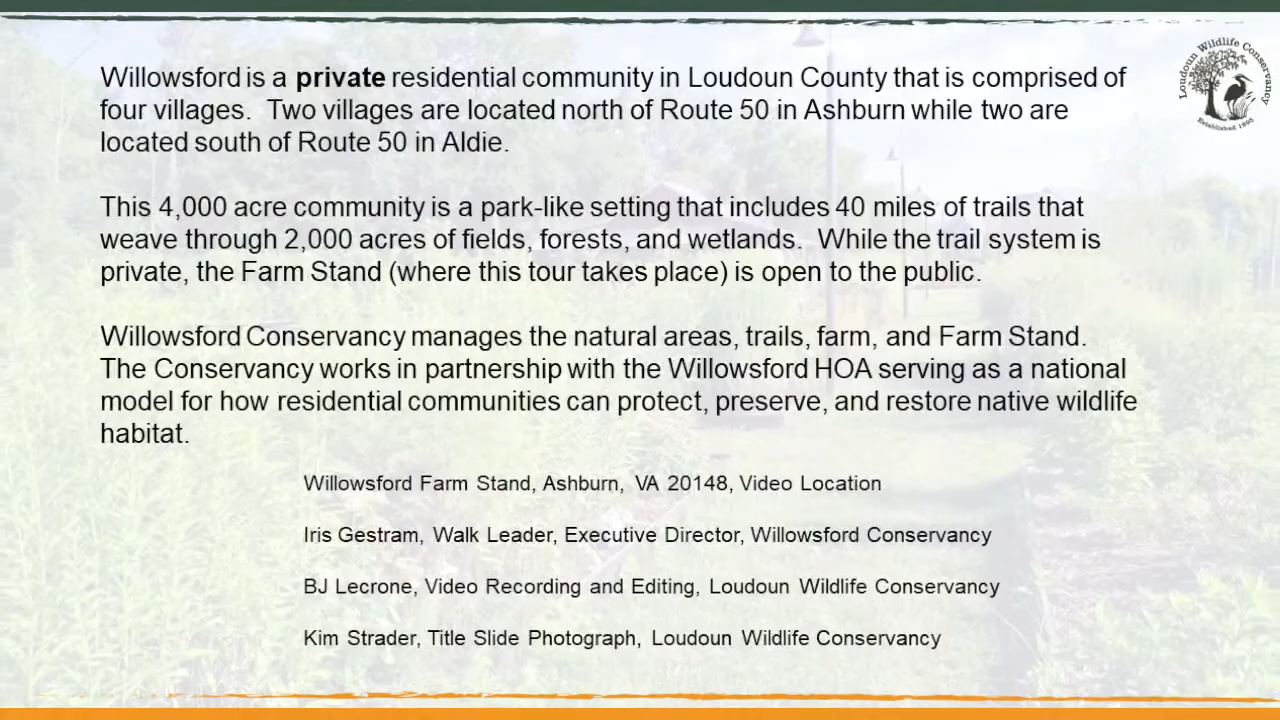 Willowsford is a private residential community in Loudoun County that is comprised of
four villages.  Two villages are located north of Route 50 in Ashburn while two are
located south of Route 50 in Aldie.
This 4,000 acre community is a park-like setting that includes 40 miles of trails that
weave through 2,000 acres of fields, forests, and wetlands.  While the trail system is
private, the Farm Stand (where this tour takes place) is open to the public.
Willowsford Conservancy manages the natural areas, trails, farm, and Farm Stand.
The Conservancy works in partnership with the Willowsford HOA serving as a national
model for how residential communities can protect, preserve, and restore native wildlife
habitat.
Willowsford Farm Stand, Ashburn, VA 20148, Video Location
Iris Gestram, Walk Leader, Executive Director, Willowsford Conservancy
BJ Lecrone, Video Recording and Editing, Loudoun Wildlife Conservancy
Kim Strader, Title Slide Photograph, Loudoun Wildlife Conservancy
Loudoun Wildlife Conservancy
Established 1995